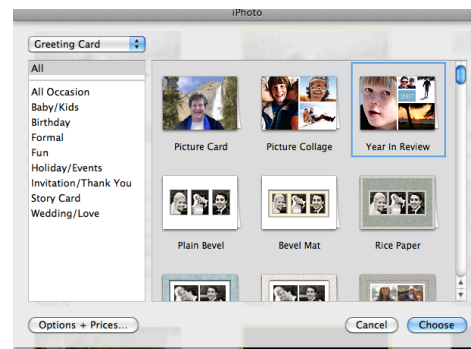 iPhoto
Greeting Card
All
All Occasion
Baby/Kids
Birthday
Formal
Fun
Holiday/Events
Invitation/Thank You
Story Card
Wedding/Love
Picture Card
Picture Collage
Year In Review
Plain Bevel
Bevel Mat
Rice Paper
Options + Prices...
Cancel
Choose